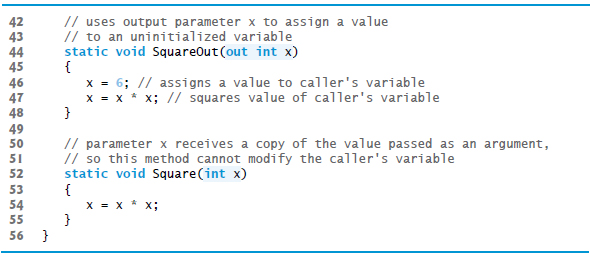 42 // uses output parameter x to assign a value
43 // to an uninitialized variable
44 static void SquareOut(out int x)
45 {
46 x = 6; // assigns a value to caller's variable
47 x = x * x; // squares value of caller's variable
48 }
49
50 // parameter x receives a copy of the value passed as an argument,
51 // so this method cannot modify the caller's variable
52 static void Square(int x)
53 {
54 x = x * x;
55 }
56 }